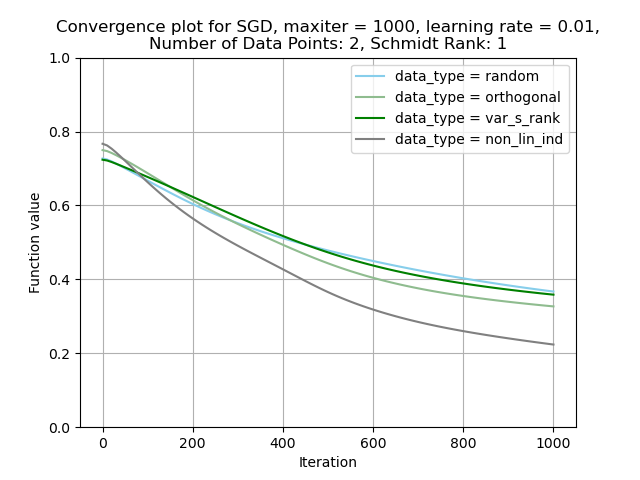 Convergence plot for SGD, maxiter = 1000, learning rate = 0.01,
Number of Data Points: 2, Schmidt Rank: 1
data_type = random
data_type = orthogonal
data_type = var_s_rank
data_type = non_lin_ind
Function value
1.0
0.8
0.6
0.4
0.2
0.0
0 200 400 600 800 1000
Iteration